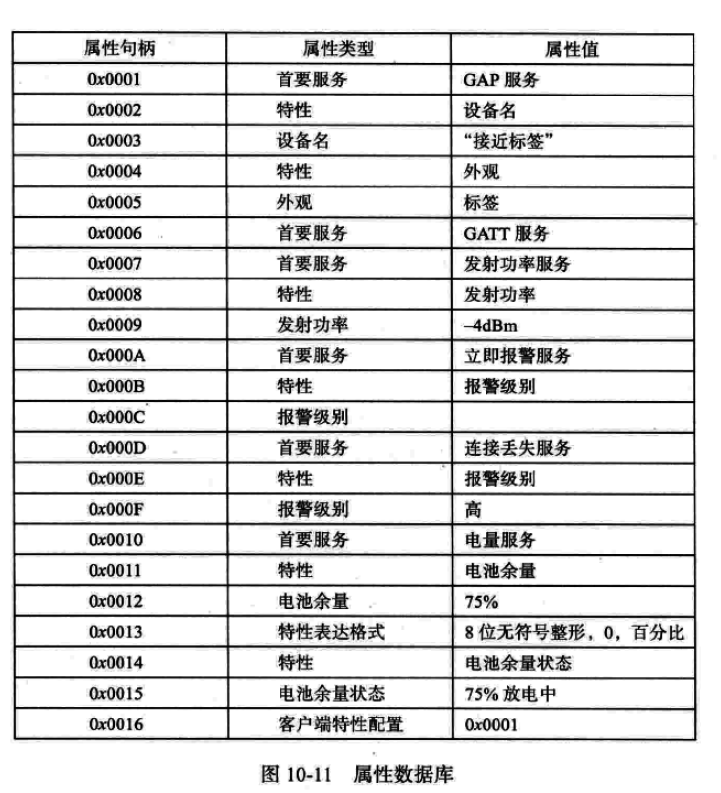 属性句柄 属性类型 属性值
0x0001 首要服务 GAP 服务
0x0002 特性 设备名
0x0003 设备名 “接近标签”
0x0004 特性 外观
0x0005 外观 标签
0x0006 首要服务 GATT 服务
0x0007 首要服务 发射功率服务
0x0008 特性 发射功率
0x0009 发射功率 –4dBm
0x000A 首要服务 立即报警服务
0x000B 特性 报警级别
0x000C 报警级别
0x000D 首要服务 连接丢失服务
0x000E 特性 报警级别
0x000F 报警级别 高
0x0010 首要服务 电量服务
0x0011 特性 电池余量
0x0012 电池余量 75%
0x0013 特性表达格式 8 位无符号整形，0，百分比
0x0014 特性 电池余量状态
0x0015 电池余量状态 75% 放电中
0x0016 客户端特性配置 0x0001
图 10-11 属性数据库